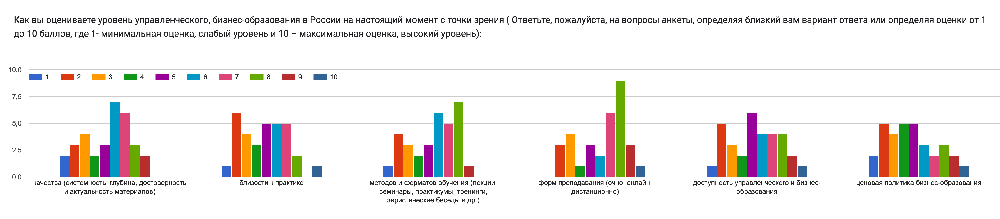 Как вы оцениваете уровень управленческого, бизнес-образования в России на настоящий момент с точки зрения ( Ответьте, пожалуйста, на вопросы анкеты, определяя близкий вам вариант ответа или определяя оценки от 1
до 10 баллов, где 1- минимальная оценка, слабый уровень и 10 – максимальная оценка, высокий уровень):
10,0
1 2 3 4 5 6 7 8 9 10
7,5
5,0
2,5
0,0
качества (системность, глубина, достоверность
и актуальность материалов)
близости к практике
методов и форматов обучения (лекции,
семинары, практикумы, тренинги,
эвристические беседы и др.)
форм преподавания (очно, онлайн,
дистанционно)
доступность управленческого и бизнес-
образования
ценовая политика бизнес-образования